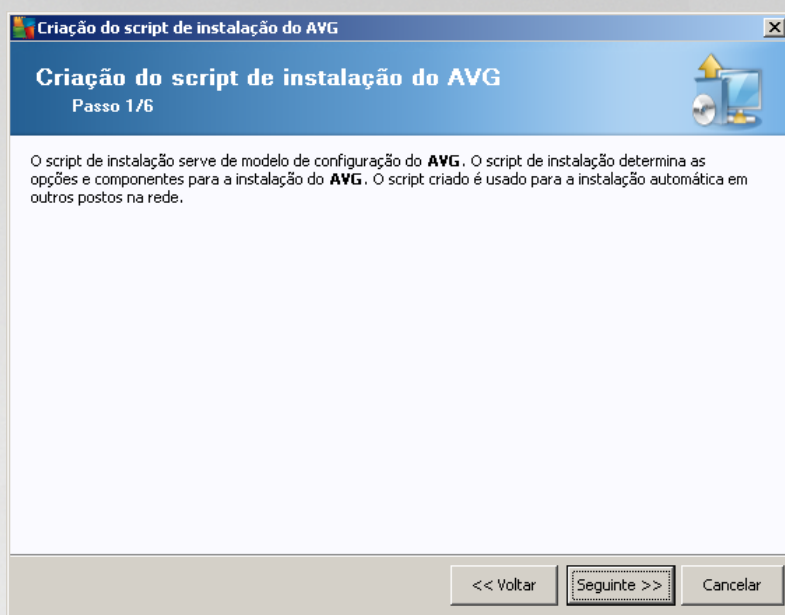 Criação do script de instalação do AVG
Criação do script de instalação do AVG
Passo 1/6
O script de instalação serve de modelo de configuração do AVG. O script de instalação determina as
opções e componentes para a instalação do AVG. O script criado é usado para a instalação automática em
outros postos na rede.
<< Voltar
Seguinte >>
Cancelar